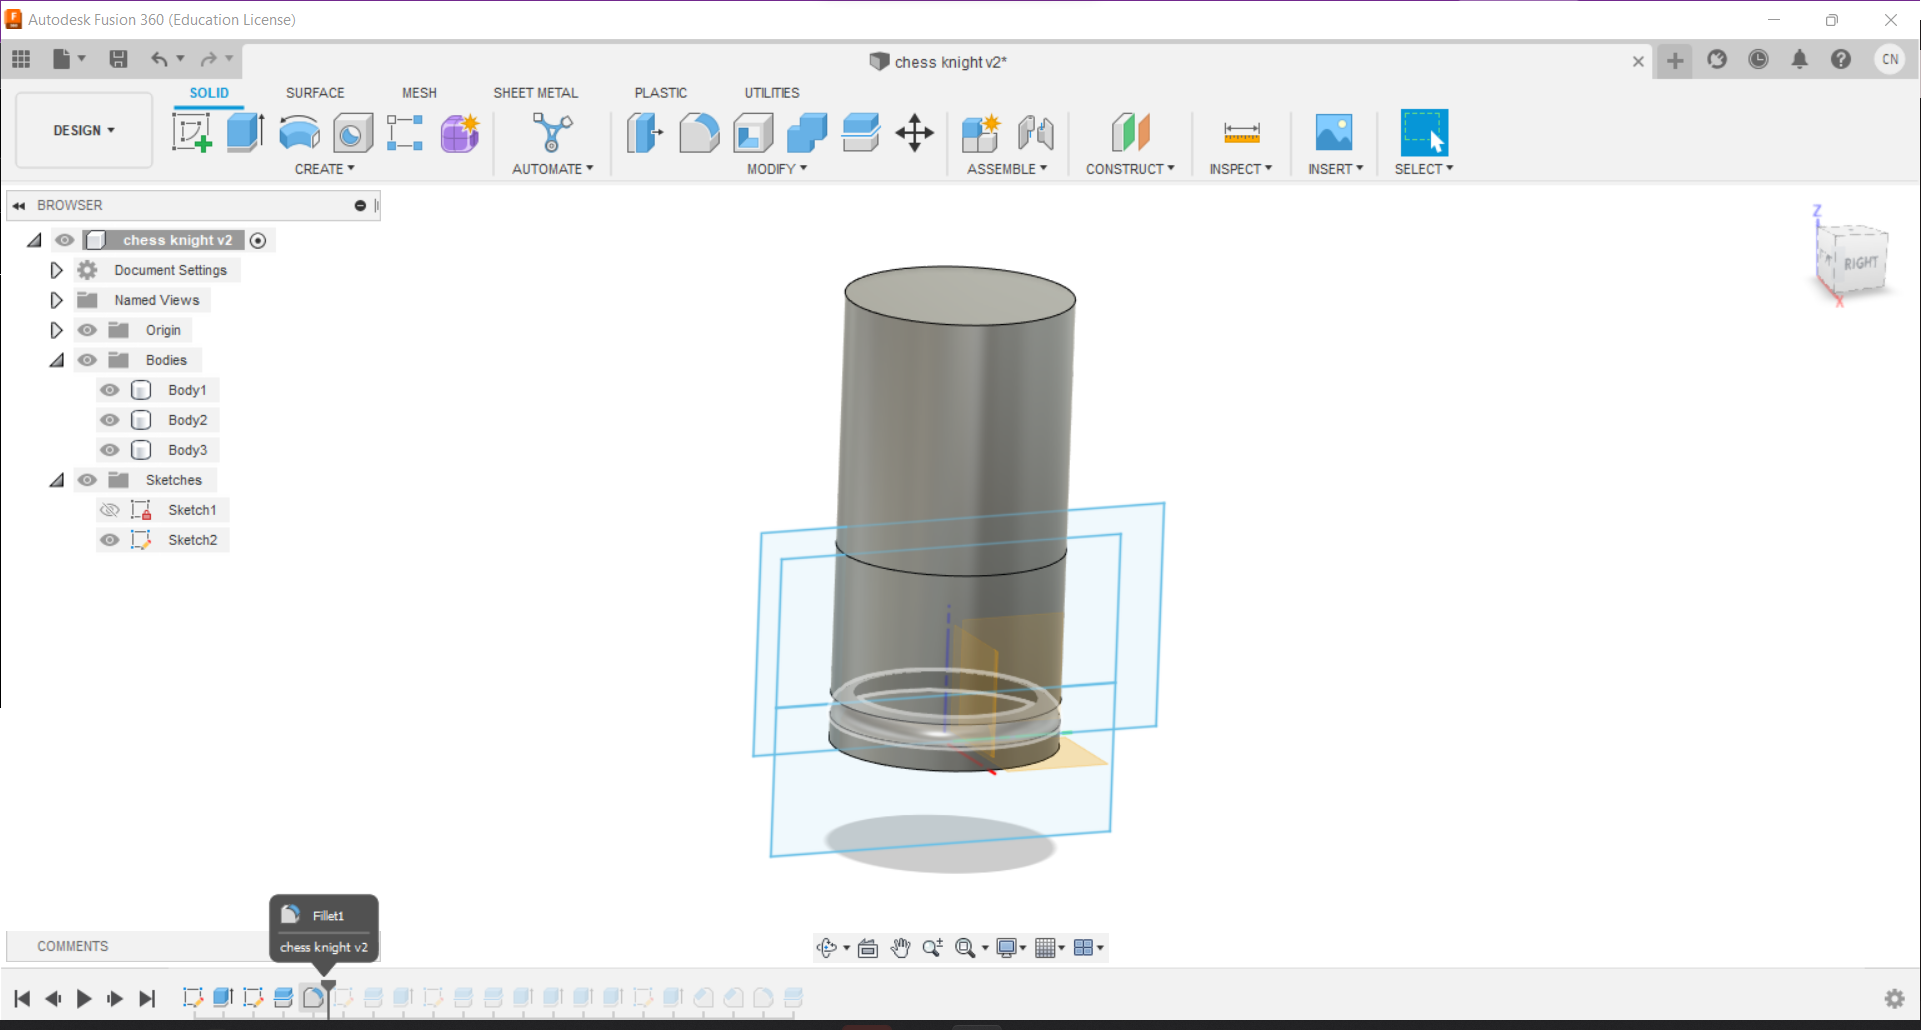 Autodesk Fusion 360 (Education License)
chess knight v2*
CN
SOLID SURFACE MESH SHEET METAL PLASTIC UTILITIES
DESIGN
CREATE AUTOMATE MODIFY ASSEMBLE CONSTRUCT INSPECT INSERT SELECT
BROWSER
chess knight v2
Document Settings
Named Views
Origin
Bodies
Body1
Body2
Body3
Sketches
Sketch1
Sketch2
Z
RIGHT
X
Fillet1
chess knight v2
COMMENTS